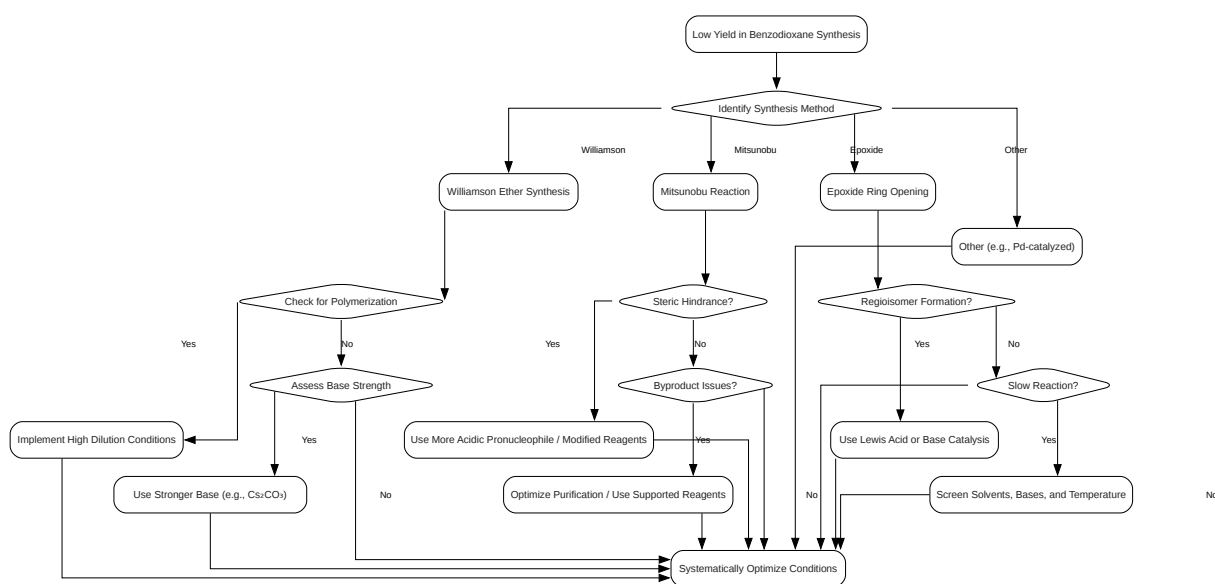 Low Yield in Benzodioxane Synthesis
Identify Synthesis Method
Williamson
Mitsunobu
Epoxide
Other
Williamson Ether Synthesis
Mitsunobu Reaction
Epoxide Ring Opening
Other (e.g., Pd-catalyzed)
Check for Polymerization
Steric Hindrance?
Regioisomer Formation?
Yes
No
Yes
No
Yes
No
Assess Base Strength
Byproduct Issues?
Slow Reaction?
Implement High Dilution Conditions
Yes
Use More Acidic Pronucleophile / Modified Reagents
Yes
Use Lewis Acid or Base Catalysis
Yes
Use Stronger Base (e.g., Cs₂CO₃)
No
Optimize Purification / Use Supported Reagents
No
Screen Solvents, Bases, and Temperature
No
Systematically Optimize Conditions